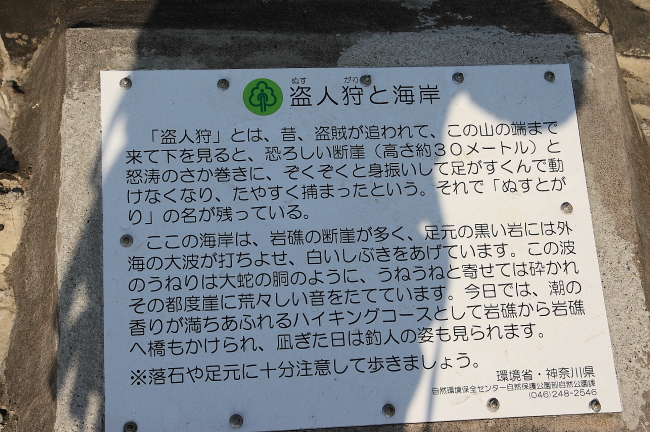 ぬす がり
盗人狩と海岸
「盗人狩」とは、昔、盗賊が追われて、この山の端まで
来て下を見ると、恐ろしい断崖（高さ約30メートル）と
怒涛のさか巻きに、ぞくぞくと身振いして足がすくんで動
けなくなり、たやすく捕まったという。それで「ぬすとが
り」の名が残っている。
ここの海岸は、岩礁の断崖が多く、足元の黒い岩には外
海の大波が打ちよせ、白いしぶきをあげています。この波
のうねりは大蛇の胴のように、うねうねと寄せては砕かれ
その都度崖に荒々しい音をたてています。今日では、潮の
香りが満ちあふれるハイキングコースとして岩礁から岩礁
へ橋もかけられ、凪ぎた日は釣人の姿も見られます。
※落石や足元に十分注意して歩きましょう。
環境省・神奈川県
自然環境保全センター自然保護公園部自然公園課
(046)248-2546